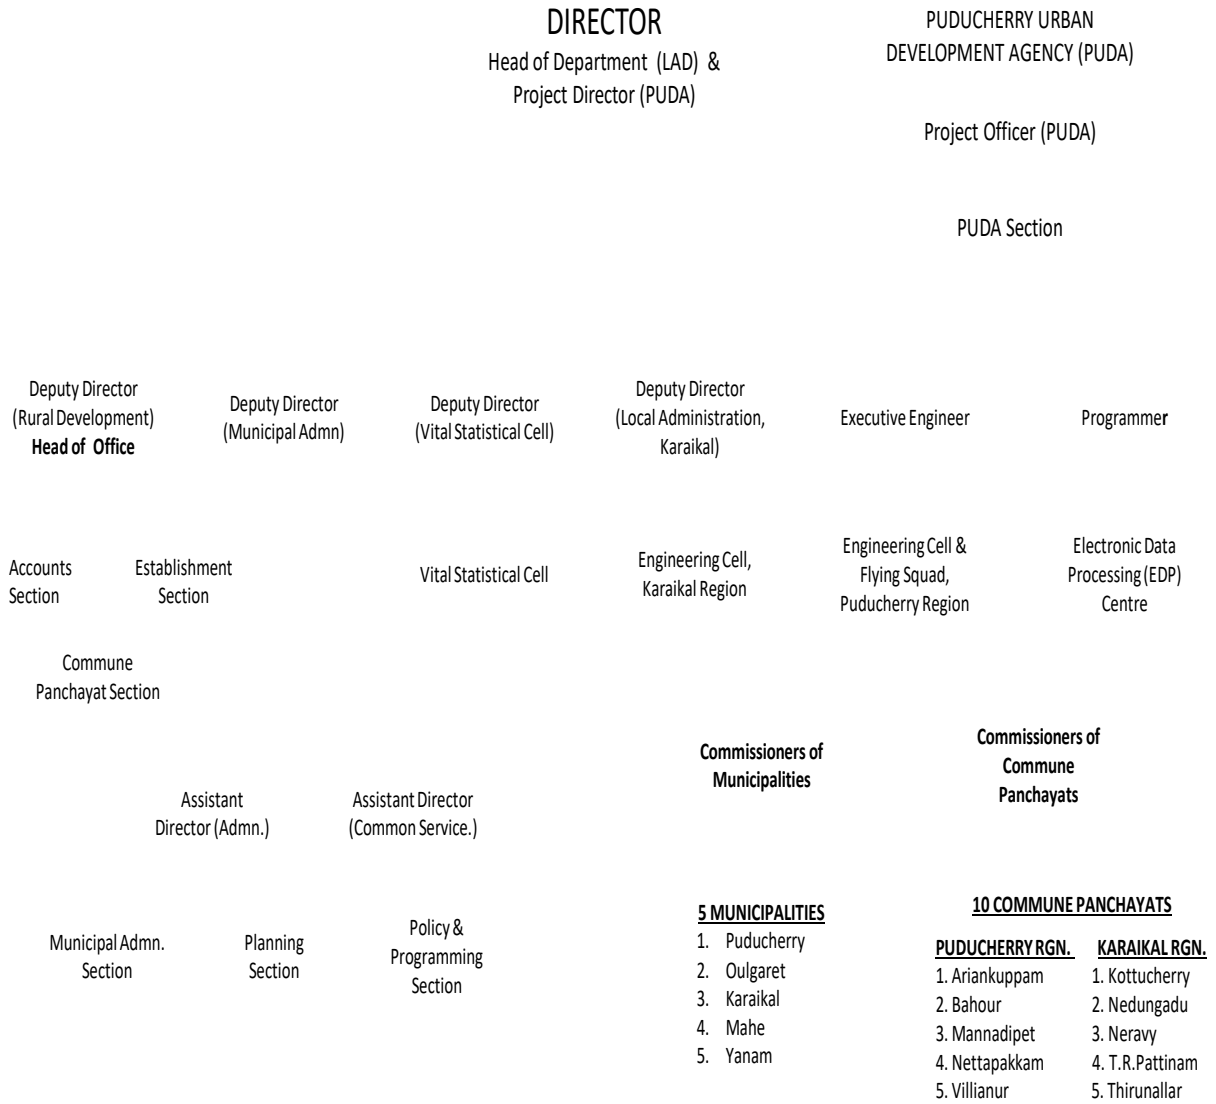 DIRECTOR
Head of Department (LAD) &
Project Director (PUDA)
PUDUCHERRY URBAN
DEVELOPMENT AGENCY (PUDA)
Project Officer (PUDA)
PUDA Section
Deputy Director
(Rural Development)
Head of Office
Deputy Director
(Municipal Admn)
Deputy Director
(Vital Statistical Cell)
Deputy Director
(Local Administration,
Karaikal)
Executive Engineer
Programmer
Accounts
Section
Establishment
Section
Vital Statistical Cell
Engineering Cell,
Karaikal Region
Engineering Cell &
Flying Squad,
Puducherry Region
Electronic Data
Processing (EDP)
Centre
Commune
Panchayat Section
Commissioners of
Municipalities
Commissioners of
Commune
Panchayats
Assistant
Director (Admn.)
Assistant Director
(Common Service.)
Municipal Admn.
Section
Planning
Section
Policy &
Programming
Section
5 MUNICIPALITIES
1. Puducherry
2. Oulgaret
3. Karaikal
4. Mahe
5. Yanam
10 COMMUNE PANCHAYATS
PUDUCHERRY RGN.
1. Ariankuppam
2. Bahour
3. Mannadipet
4. Nettapakkam
5. Villianur
KARAIKAL RGN.
1. Kottucherry
2. Nedungadu
3. Neravy
4. T.R.Pattinam
5. Thirunallar